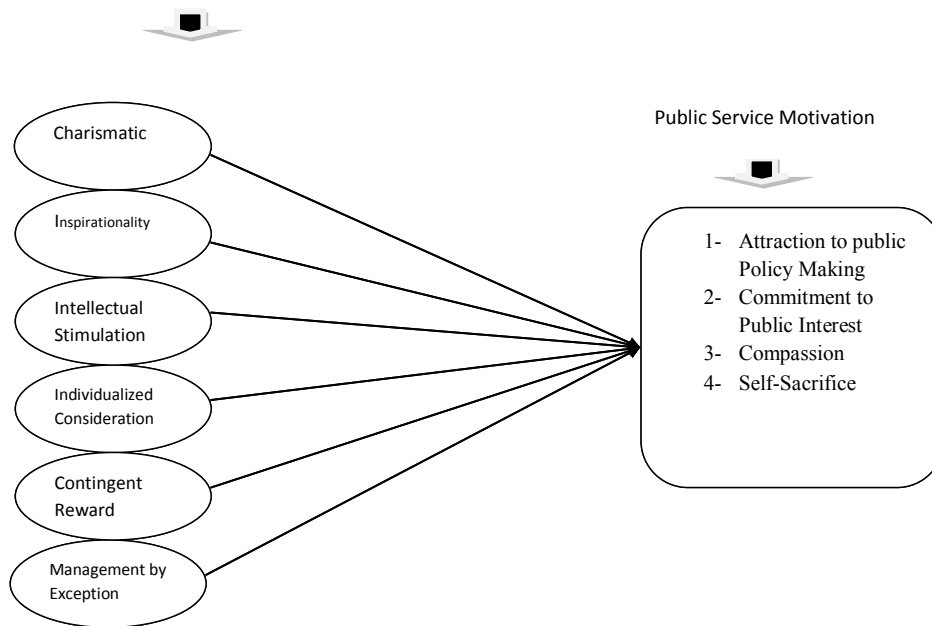 Charismatic
Inspirationality
Intellectual
Stimulation
Individualized
Consideration
Contingent
Reward
Management by
Exception
Public Service Motivation
1- Attraction to public
Policy Making
2- Commitment to
Public Interest
3- Compassion
4- Self-Sacrifice